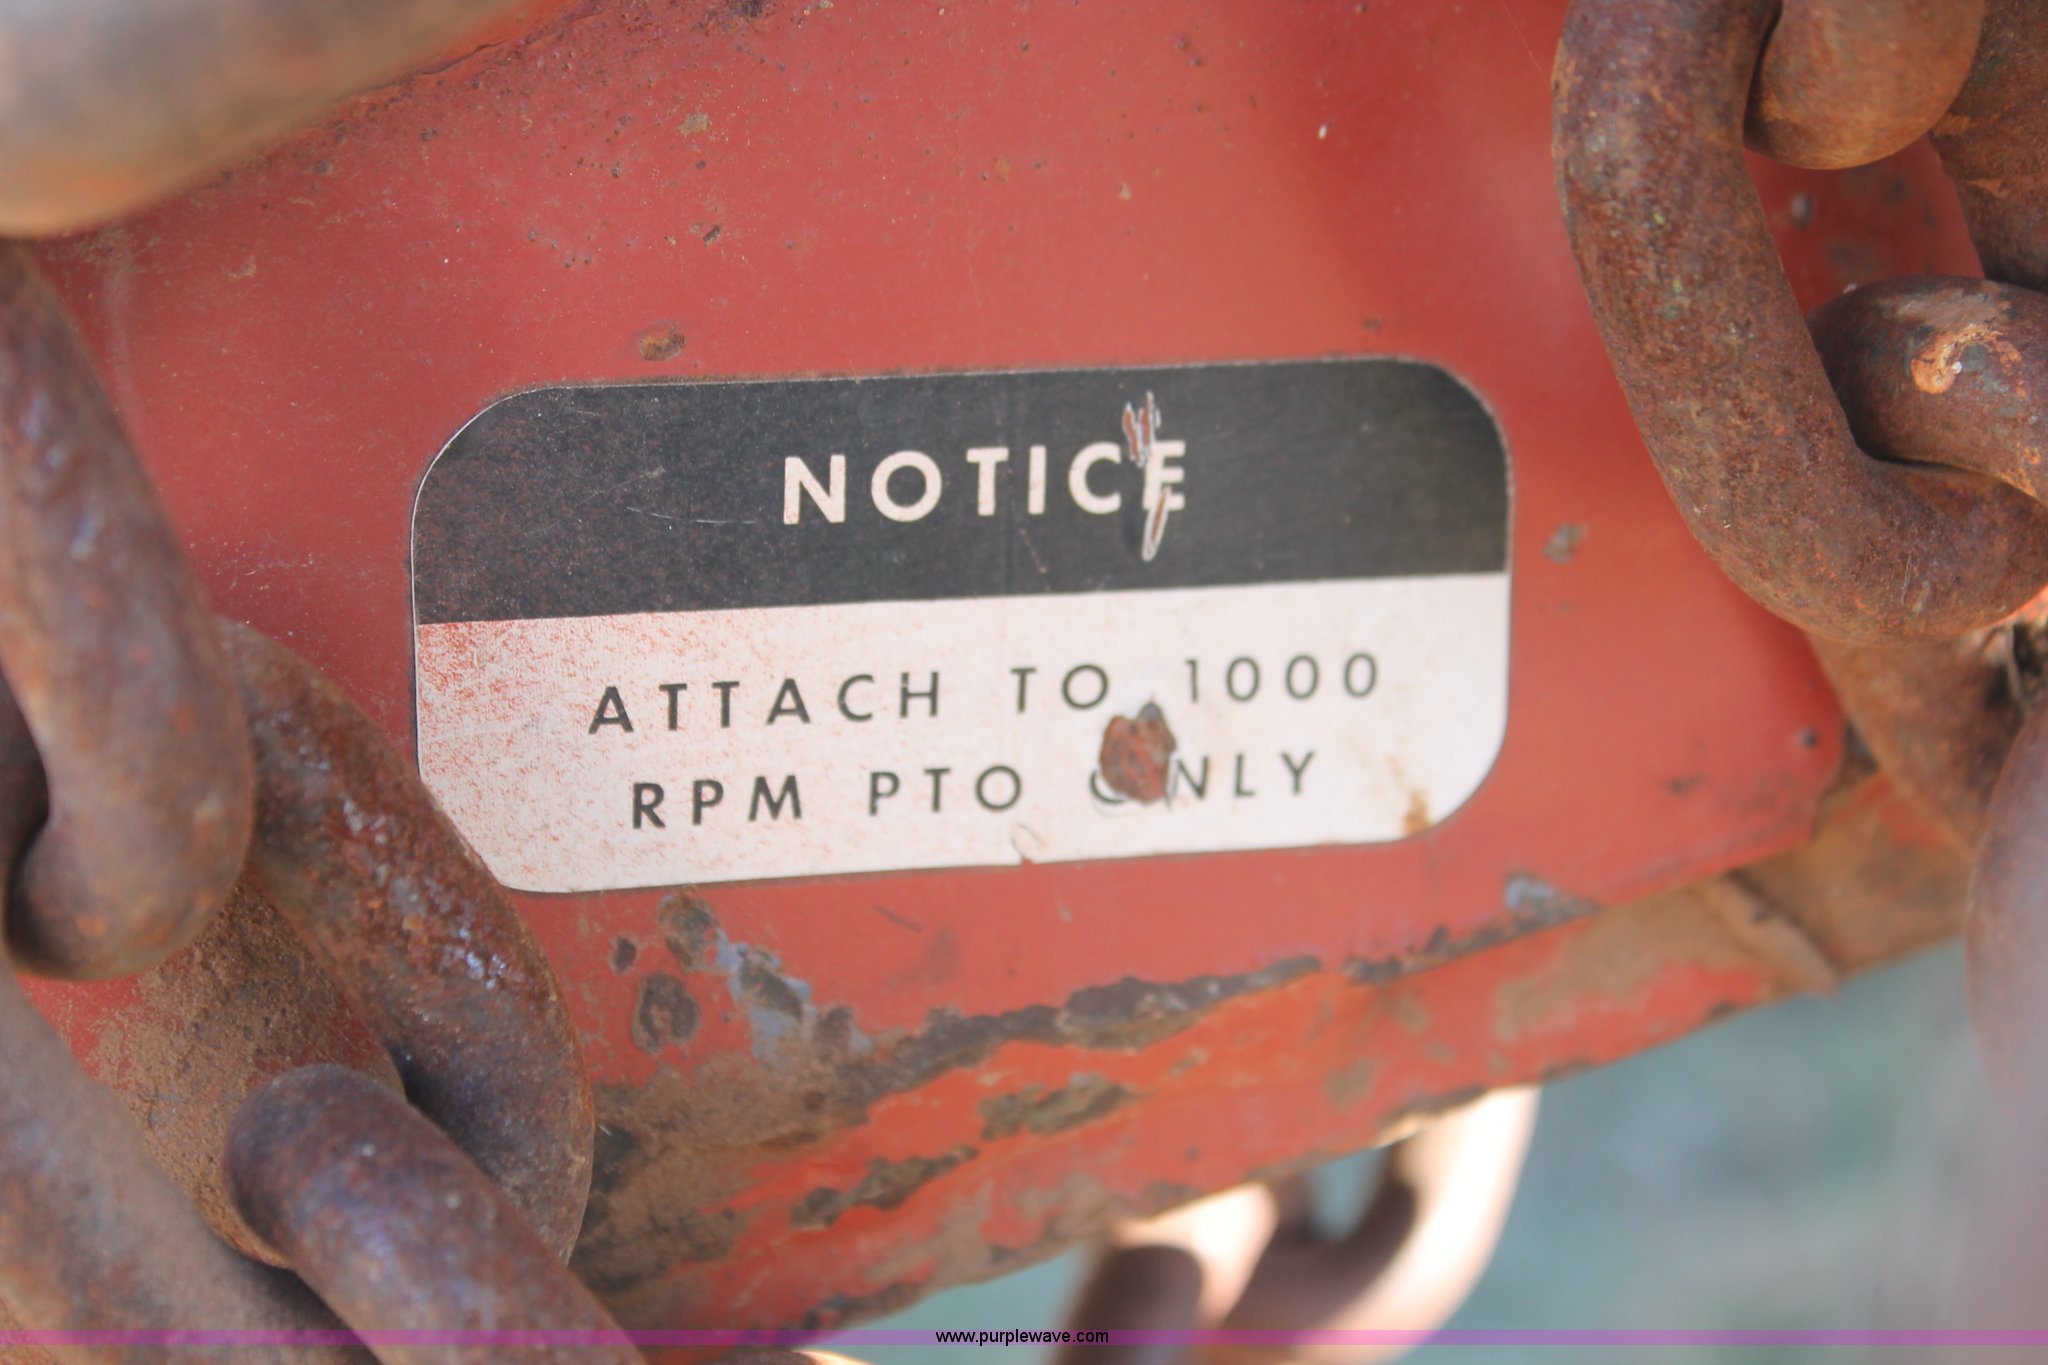 NOTICE
ATTACH TO 1000
RPM PTO ONLY
www.purplewave.com